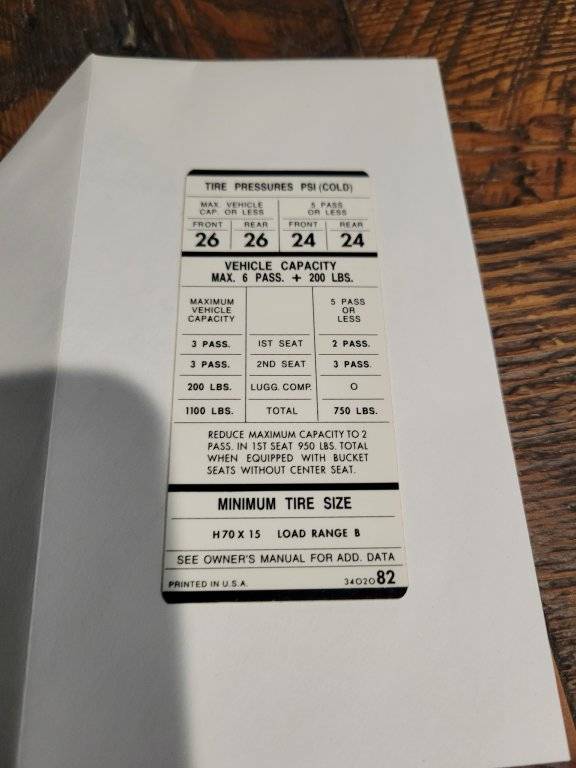 TIRE PRESSURES PSI (COLD)
MAX. VEHICLE CAP. OR LESS
5 PASS OR LESS
FRONT REAR FRONT REAR
26 26 24 24
VEHICLE CAPACITY
MAX. 6 PASS. + 200 LBS.
MAXIMUM VEHICLE CAPACITY
5 PASS OR LESS
3 PASS. 1ST SEAT 2 PASS.
3 PASS. 2ND SEAT 3 PASS.
200 LBS. LUGG. COMP. O
1100 LBS. TOTAL 750 LBS.
REDUCE MAXIMUM CAPACITY TO 2
PASS. IN 1ST SEAT 950 LBS. TOTAL
WHEN EQUIPPED WITH BUCKET
SEATS WITHOUT CENTER SEAT.
MINIMUM TIRE SIZE
H70 X 15 LOAD RANGE B
SEE OWNER'S MANUAL FOR ADD. DATA
PRINTED IN U.S.A. 3402082